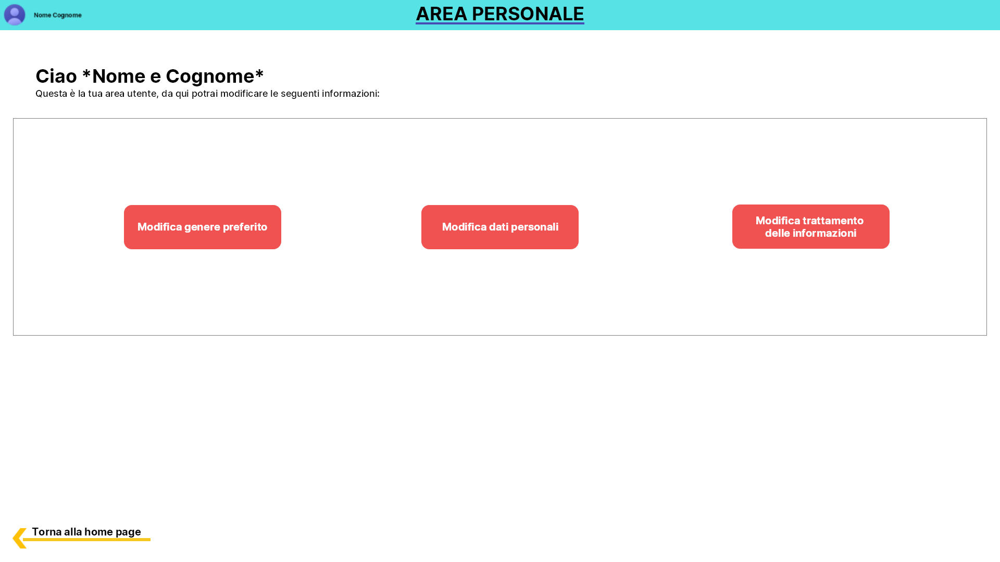 Nome Cognome
AREA PERSONALE
Ciao *Nome e Cognome*
Questa è la tua area utente, da qui potrai modificare le seguenti informazioni:
Modifica genere preferito
Modifica dati personali
Modifica trattamento
delle informazioni
Torna alla home page